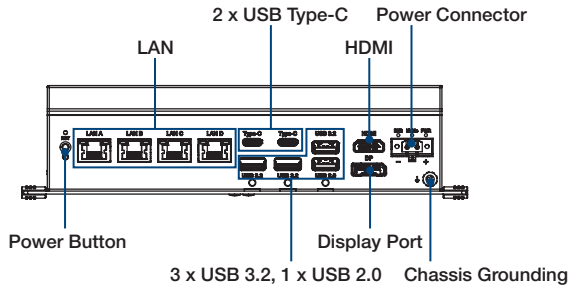 2 x USB Type-C Power Connector
LAN HDMI
LAN A LAN B LAN C LAN D Type-C Type-C USB 3.2 HDMI
DP
USB 3.2 USB 3.2 USB 2.0
Power Button Display Port
3 x USB 3.2, 1 x USB 2.0 Chassis Grounding